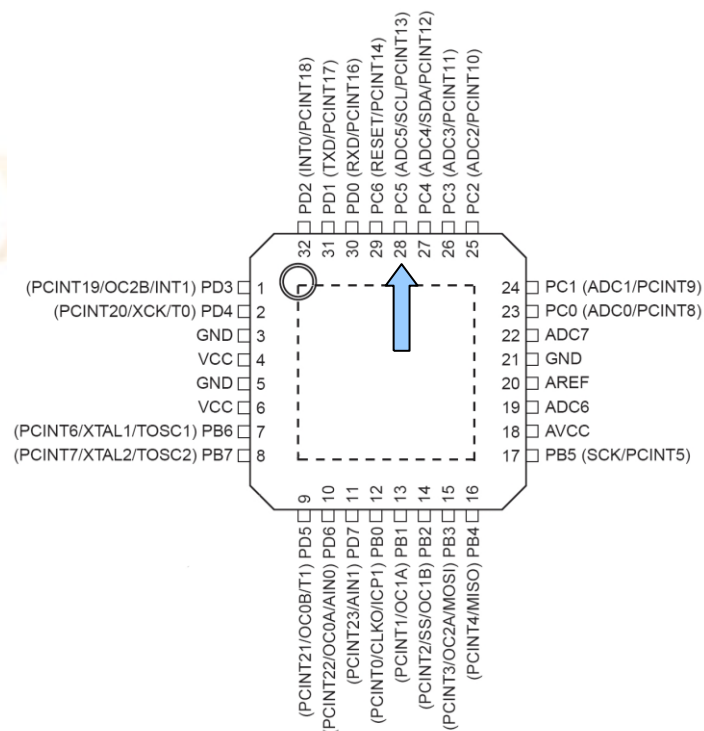 PD2 (INT0/PCINT18)
PD1 (TXD/PCINT17)
PD0 (RXD/PCINT16)
PC6 (RESET/PCINT14)
PC5 (ADC5/SCL/PCINT13)
PC4 (ADC4/SDA/PCINT12)
PC3 (ADC3/PCINT11)
PC2 (ADC2/PCINT10)
32
31
30
29
28
27
26
25
(PCINT19/OC2B/INT1) PD3 1
(PCINT20/XCK/T0) PD4 2
GND 3
VCC 4
GND 5
VCC 6
(PCINT6/XTAL1/TOSC1) PB6 7
(PCINT7/XTAL2/TOSC2) PB7 8
24 PC1 (ADC1/PCINT9)
23 PC0 (ADC0/PCINT8)
22 ADC7
21 GND
20 AREF
19 ADC6
18 AVCC
17 PB5 (SCK/PCINT5)
9
10
11
12
13
14
15
16
(PCINT21/OC0B/T1) PD5
(PCINT22/OC0A/AIN0) PD6
(PCINT23/AIN1) PD7
(PCINT0/CLKO/ICP1) PB0
(PCINT1/OC1A) PB1
(PCINT2/SS/OC1B) PB2
(PCINT3/OC2A/MOSI) PB3
(PCINT4/MISO) PB4